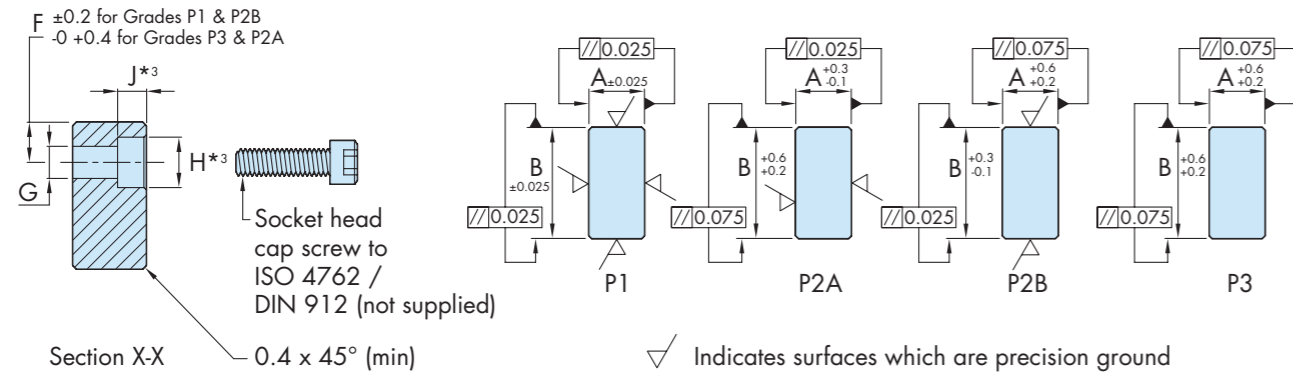 F ±0.2 for Grades P1 & P2B
-0 +0.4 for Grades P3 & P2A
J*³
H*³
G
Socket head
cap screw to
ISO 4762 /
DIN 912 (not supplied)
Section X-X
0.4 x 45° (min)
// 0.025
A ±0.025
B ±0.025
// 0.025
P1
// 0.025
A +0.3 -0.1
B +0.6 +0.2
// 0.075
P2A
// 0.075
A +0.6 +0.2
B +0.3 -0.1
// 0.025
P2B
// 0.075
A +0.6 +0.2
B +0.6 +0.2
// 0.075
P3
Indicates surfaces which are precision ground